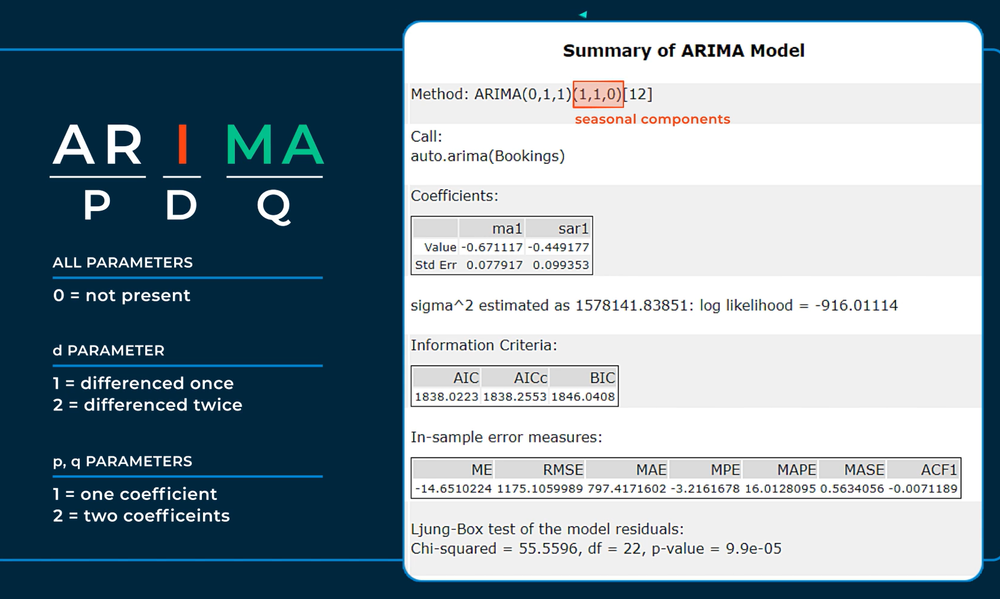 AR I MA
P D Q
ALL PARAMETERS
0 = not present
d PARAMETER
1 = differenced once
2 = differenced twice
p, q PARAMETERS
1 = one coefficient
2 = two coefficeints
Summary of ARIMA Model
Method: ARIMA(0,1,1)(1,1,0)[12]
seasonal components
Call:
auto.arima(Bookings)
Coefficients:
ma1 sar1
Value -0.671117 -0.449177
Std Err 0.077917 0.099353
sigma^2 estimated as 1578141.83851: log likelihood = -916.01114
Information Criteria:
AIC AICc BIC
1838.0223 1838.2553 1846.0408
In-sample error measures:
ME RMSE MAE MPE MAPE MASE ACF1
-14.6510224 1175.1059989 797.4171602 -3.2161678 16.0128095 0.5634056 -0.0071189
Ljung-Box test of the model residuals:
Chi-squared = 55.5596, df = 22, p-value = 9.9e-05